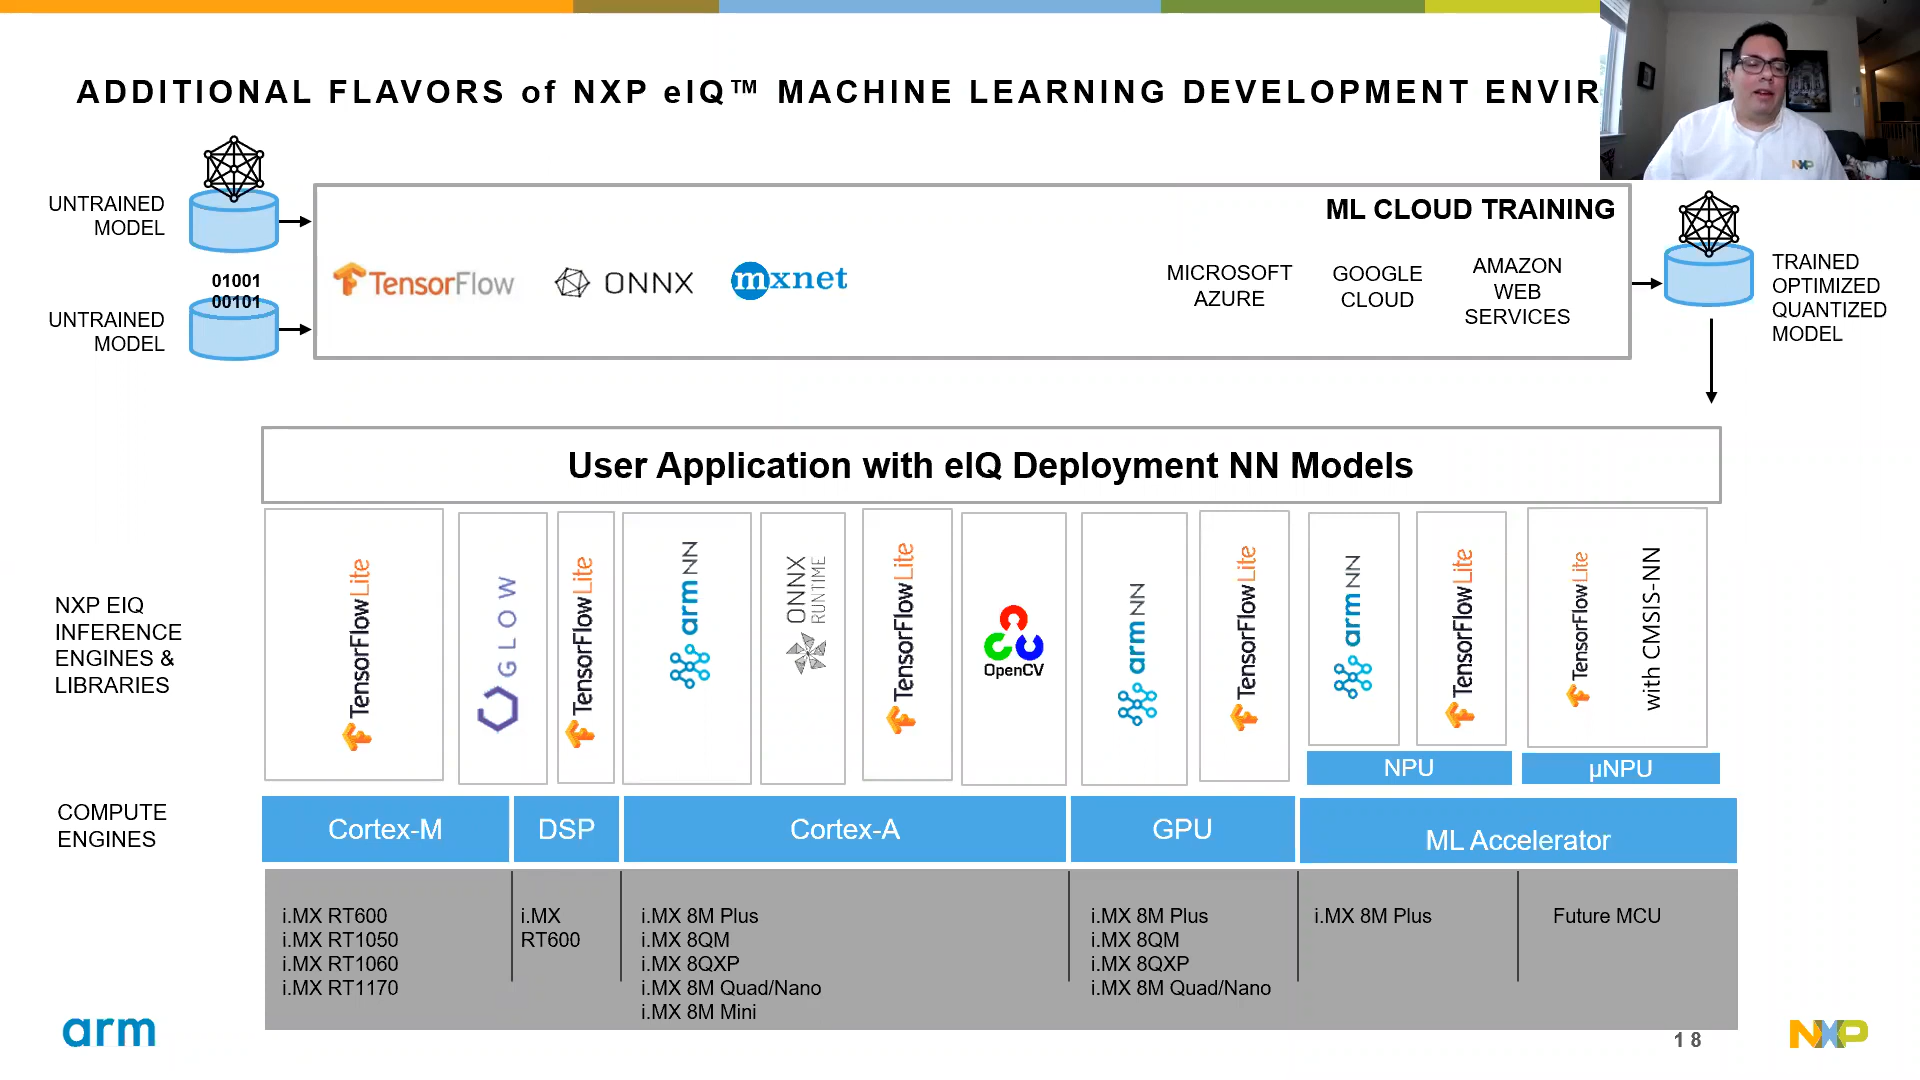 ADDITIONAL FLAVORS of NXP eIQ™ MACHINE LEARNING DEVELOPMENT ENVIR
UNTRAINED
MODEL
01001
00101
UNTRAINED
MODEL
TensorFlow
ONNX
mxnet
ML CLOUD TRAINING
MICROSOFT
AZURE
GOOGLE
CLOUD
AMAZON
WEB
SERVICES
TRAINED
OPTIMIZED
QUANTIZED
MODEL
User Application with eIQ Deployment NN Models
NXP EIQ
INFERENCE
ENGINES &
LIBRARIES
TensorFlow Lite
GLOW
TensorFlow Lite
arm NN
ONNX
RUNTIME
TensorFlow Lite
OpenCV
arm NN
TensorFlow Lite
arm NN
TensorFlow Lite
TensorFlow Lite
with CMSIS-NN
NPU
µNPU
COMPUTE
ENGINES
Cortex-M
DSP
Cortex-A
GPU
ML Accelerator
i.MX RT600
i.MX RT1050
i.MX RT1060
i.MX RT1170
i.MX
RT600
i.MX 8M Plus
i.MX 8QM
i.MX 8QXP
i.MX 8M Quad/Nano
i.MX 8M Mini
i.MX 8M Plus
i.MX 8QM
i.MX 8QXP
i.MX 8M Quad/Nano
i.MX 8M Plus
Future MCU
arm
18
NXP
NXP